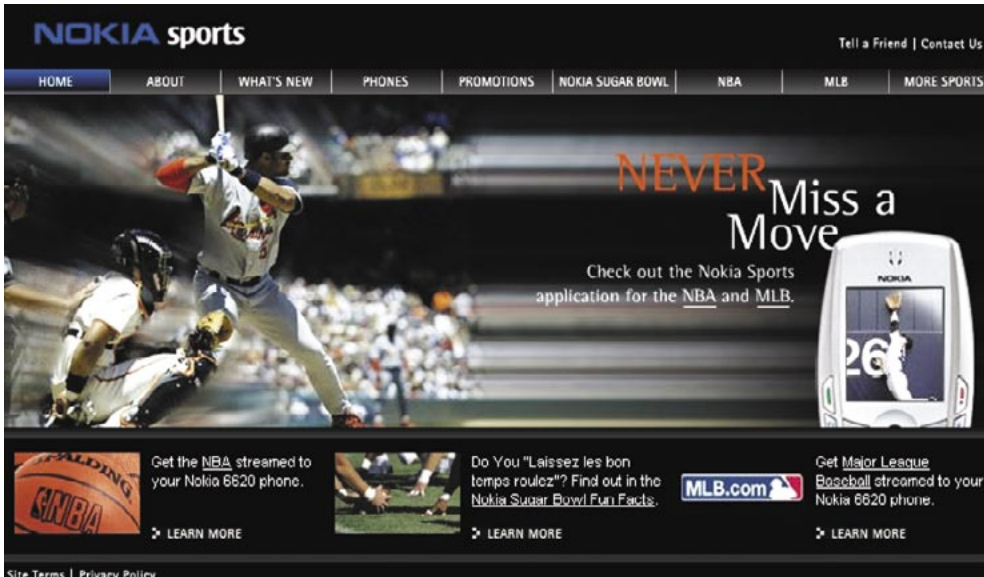 NOKIA sports
Tell a Friend | Contact Us
HOME ABOUT WHAT'S NEW PHONES PROMOTIONS NOKIA SUGAR BOWL NBA MLB MORE SPORTS
NEVER
Miss a
Move
Check out the Nokia Sports
application for the NBA and MLB.
NOKIA
26
Cardinals
SPALDING
NBA
Get the NBA streamed to
your Nokia 6620 phone.
LEARN MORE
Do You "Laissez les bon
temps roulez"? Find out in the
Nokia Sugar Bowl Fun Facts.
LEARN MORE
MLB.com
Get Major League
Baseball streamed to your
Nokia 6620 phone.
LEARN MORE
Site Terms | Privacy Policy